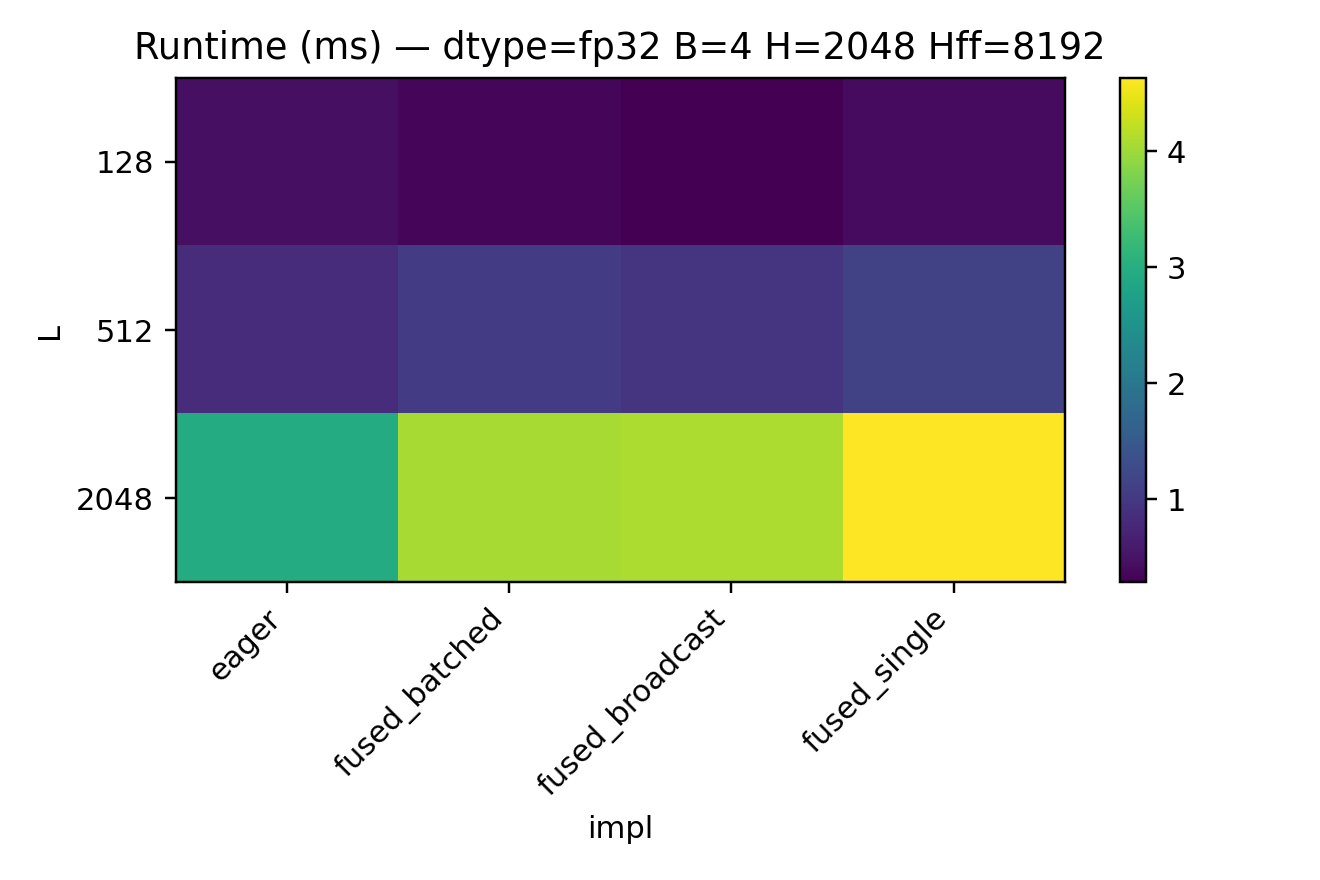 Runtime (ms) — dtype=fp32 B=4 H=2048 Hff=8192
128
512
2048
L
eager
fused_batched
fused_broadcast
fused_single
impl
4
3
2
1